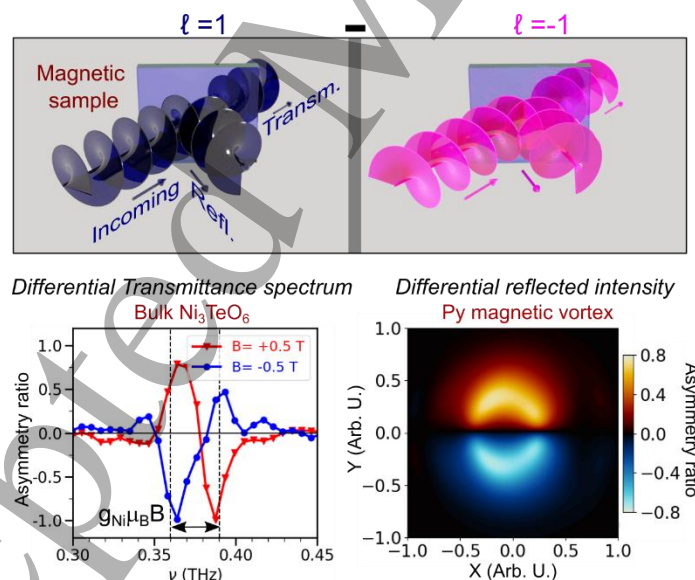 ℓ = 1
-
ℓ=-1
Magnetic
sample
Transm.
Incoming
Refl.
Differential Transmittance spectrum
Bulk Ni₃TeO₆
B= +0.5 T
B= -0.5 T
Asymmetry ratio
1.0
0.5
0.0
-0.5
-1.0
g_Niμ_BB
0.30
0.35
0.40
0.45
ν (THz)
Differential reflected intensity
Py magnetic vortex
Y (Arb. U.)
1.0
0.5
0.0
-0.5
-1.0
-1.0
-0.5
0.0
0.5
1.0
X (Arb. U.)
0.8
0.4
0.0
-0.4
-0.8
Asymmetry ratio